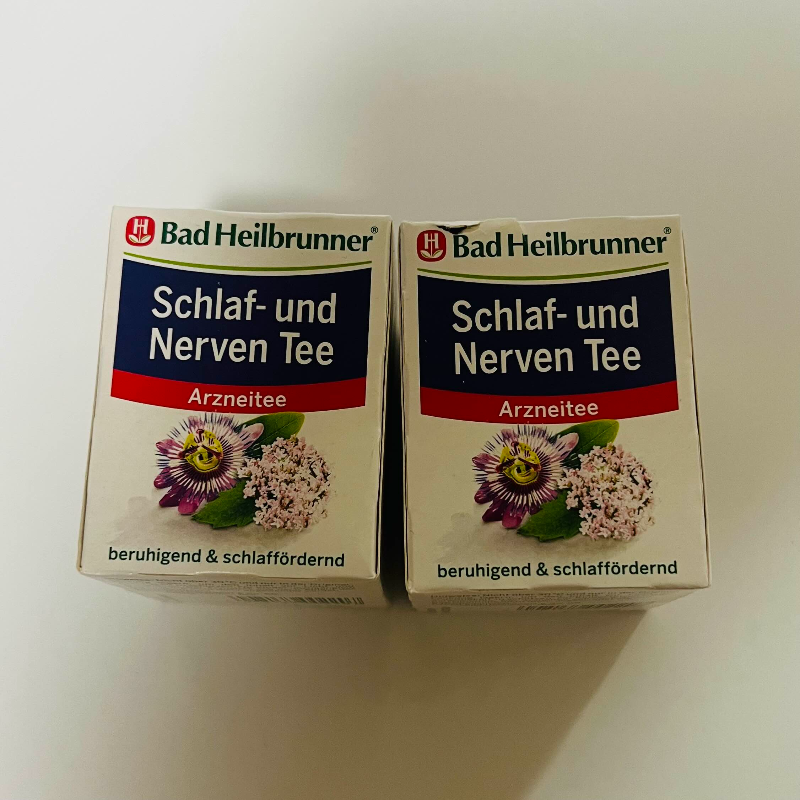 Bad Heilbrunner®
Schlaf- und
Nerven Tee
Arzneitee
beruhigend & schlaffördernd
Bad Heilbrunner®
Schlaf- und
Nerven Tee
Arzneitee
beruhigend & schlaffördernd